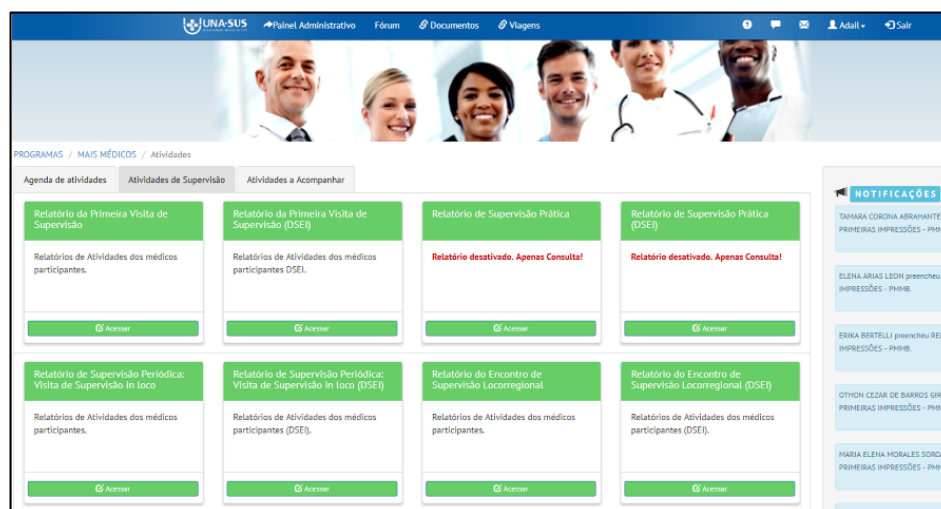 UNA-SUS
Painel Administrativo Fórum Documentos Viagens Adail Sair
PROGRAMAS / MAIS MÉDICOS / Atividades
Agenda de atividades Atividades de Supervisão Atividades a Acompanhar
Relatório da Primeira Visita de
Supervisão
Relatórios de Atividades dos médicos
participantes.
Acessar
Relatório da Primeira Visita de
Supervisão (DSEI)
Relatórios de Atividades dos médicos
participantes DSEI.
Acessar
Relatório de Supervisão Prática
Relatório desativado. Apenas Consulta!
Acessar
Relatório de Supervisão Prática
(DSEI)
Relatório desativado. Apenas Consulta!
Acessar
Relatório de Supervisão Periódica:
Visita de Supervisão in loco
Relatórios de Atividades dos médicos
participantes.
Acessar
Relatório de Supervisão Periódica:
Visita de Supervisão in loco (DSEI)
Relatórios de Atividades dos médicos
participantes (DSEI).
Acessar
Relatório do Encontro de
Supervisão Locorregional
Relatórios de Atividades dos médicos
participantes.
Acessar
Relatório do Encontro de
Supervisão Locorregional (DSEI)
Relatórios de Atividades dos médicos
participantes (DSEI).
Acessar
NOTIFICAÇÕES
TAMARA CORONA ABRAHANTE
PRIMEIRAS IMPRESSÕES - PMM
ELENA ARIAS LEON preencheu
IMPRESSÕES - PMMB.
ERIKA BERTELLI preencheu RE
IMPRESSÕES - PMMB.
OTHON CEZAR DE BARROS GIR
PRIMEIRAS IMPRESSÕES - PMM
MARIA ELENA MORALES SORO
PRIMEIRAS IMPRESSÕES - PMM